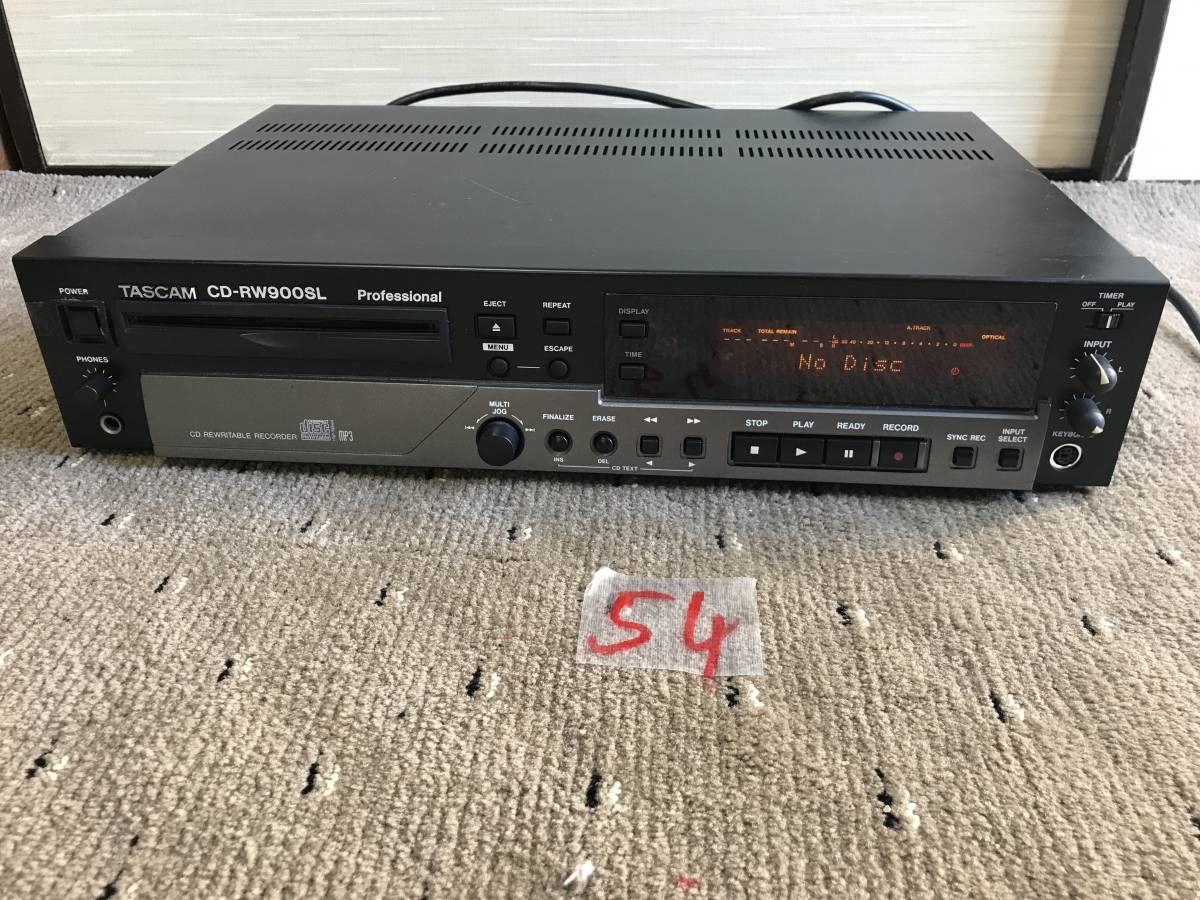 POWER
TASCAM CD-RW900SL Professional
EJECT
REPEAT
MENU
ESCAPE
PHONES
DISPLAY
TIME
TRACK
TOTAL REMAIN
A.TRACK
OPTICAL
No Disc
TIMER
OFF PLAY
INPUT
L
R
CD REWRITABLE RECORDER
disc
MP3
MULTI
JOG
FINALIZE
ERASE
INS
DEL
CD TEXT
STOP
PLAY
READY
RECORD
SYNC REC
INPUT
SELECT
54